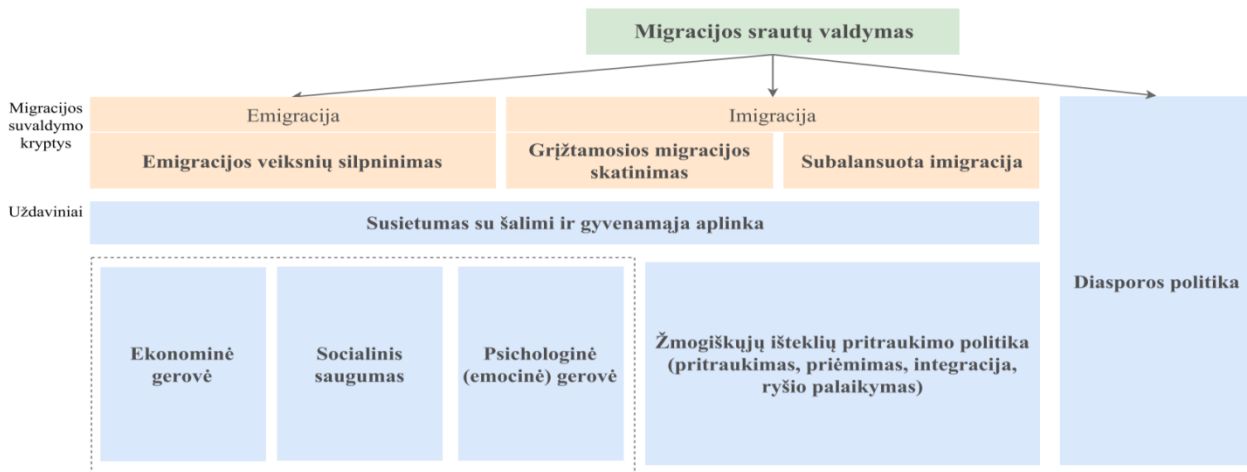 Migracijos srautų valdymas
Migracijos
suvaldymo
kryptys
Emigracija
Imigracija
Emigracijos veiksnių silpninimas
Grįžtamosios migracijos
skatinimas
Subalansuota imigracija
Uždaviniai
Susietumas su šalimi ir gyvenamąja aplinka
Diasporos politika
Ekonominė
gerovė
Socialinis
saugumas
Psichologinė
(emocinė) gerovė
Žmogiškųjų išteklių pritraukimo politika
(pritraukimas, priėmimas, integracija,
ryšio palaikymas)